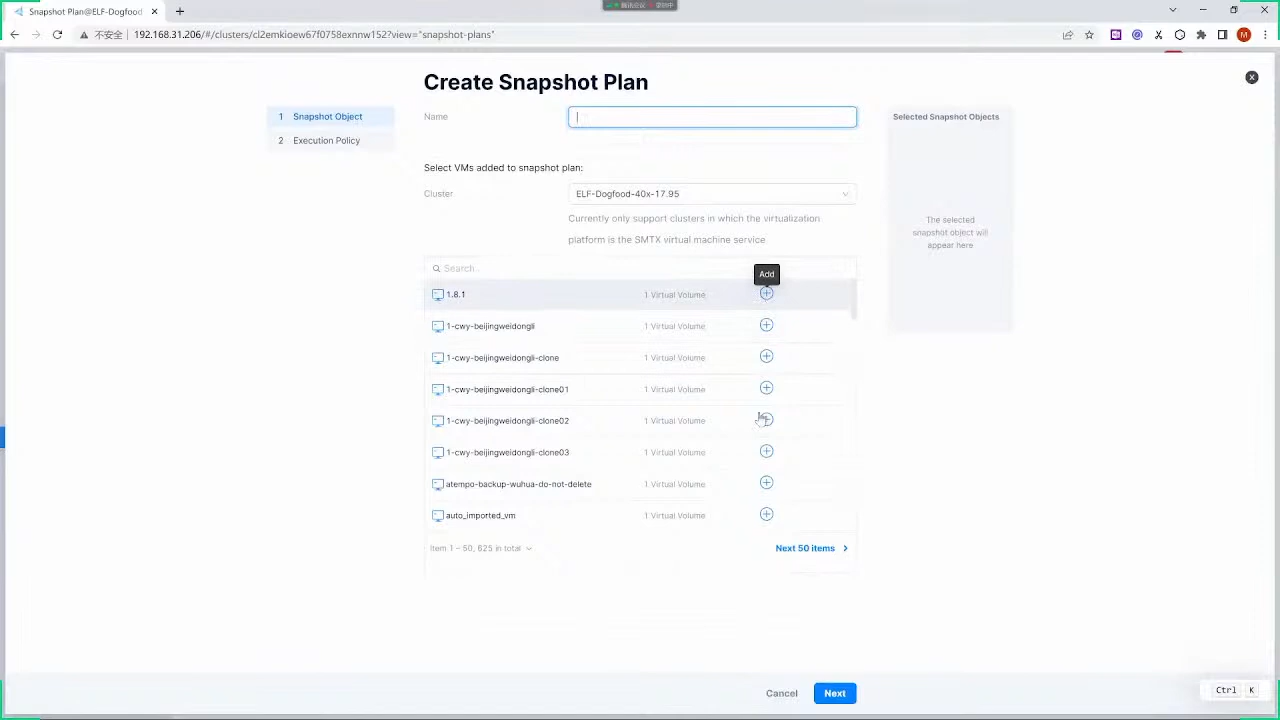 Snapshot Plan@ELF-Dogfood
不安全
192.168.31.206/#/clusters/cl2emkioew67f0758exnnw152?view="snapshot-plans"
M
Create Snapshot Plan
1 Snapshot Object
2 Execution Policy
Name
Selected Snapshot Objects
The selected
snapshot object will
appear here
Select VMs added to snapshot plan:
Cluster
ELF-Dogfood-40x-17.95
Currently only support clusters in which the virtualization
platform is the SMTX virtual machine service
Search
Add
1.8.1 1 Virtual Volume
1-cwy-beijingweidongli 1 Virtual Volume
1-cwy-beijingweidongli-clone 1 Virtual Volume
1-cwy-beijingweidongli-clone01 1 Virtual Volume
1-cwy-beijingweidongli-clone02 1 Virtual Volume
1-cwy-beijingweidongli-clone03 1 Virtual Volume
atempo-backup-wuhua-do-not-delete 1 Virtual Volume
auto_imported_vm 1 Virtual Volume
Item 1 – 50, 625 in total
Next 50 items
Cancel
Next
Ctrl K